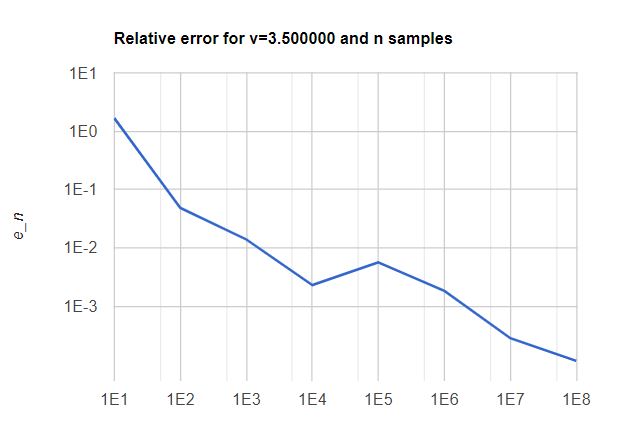 Relative error for v=3.500000 and n samples
1E1
1E0
1E-1
1E-2
1E-3
e_n
1E1 1E2 1E3 1E4 1E5 1E6 1E7 1E8